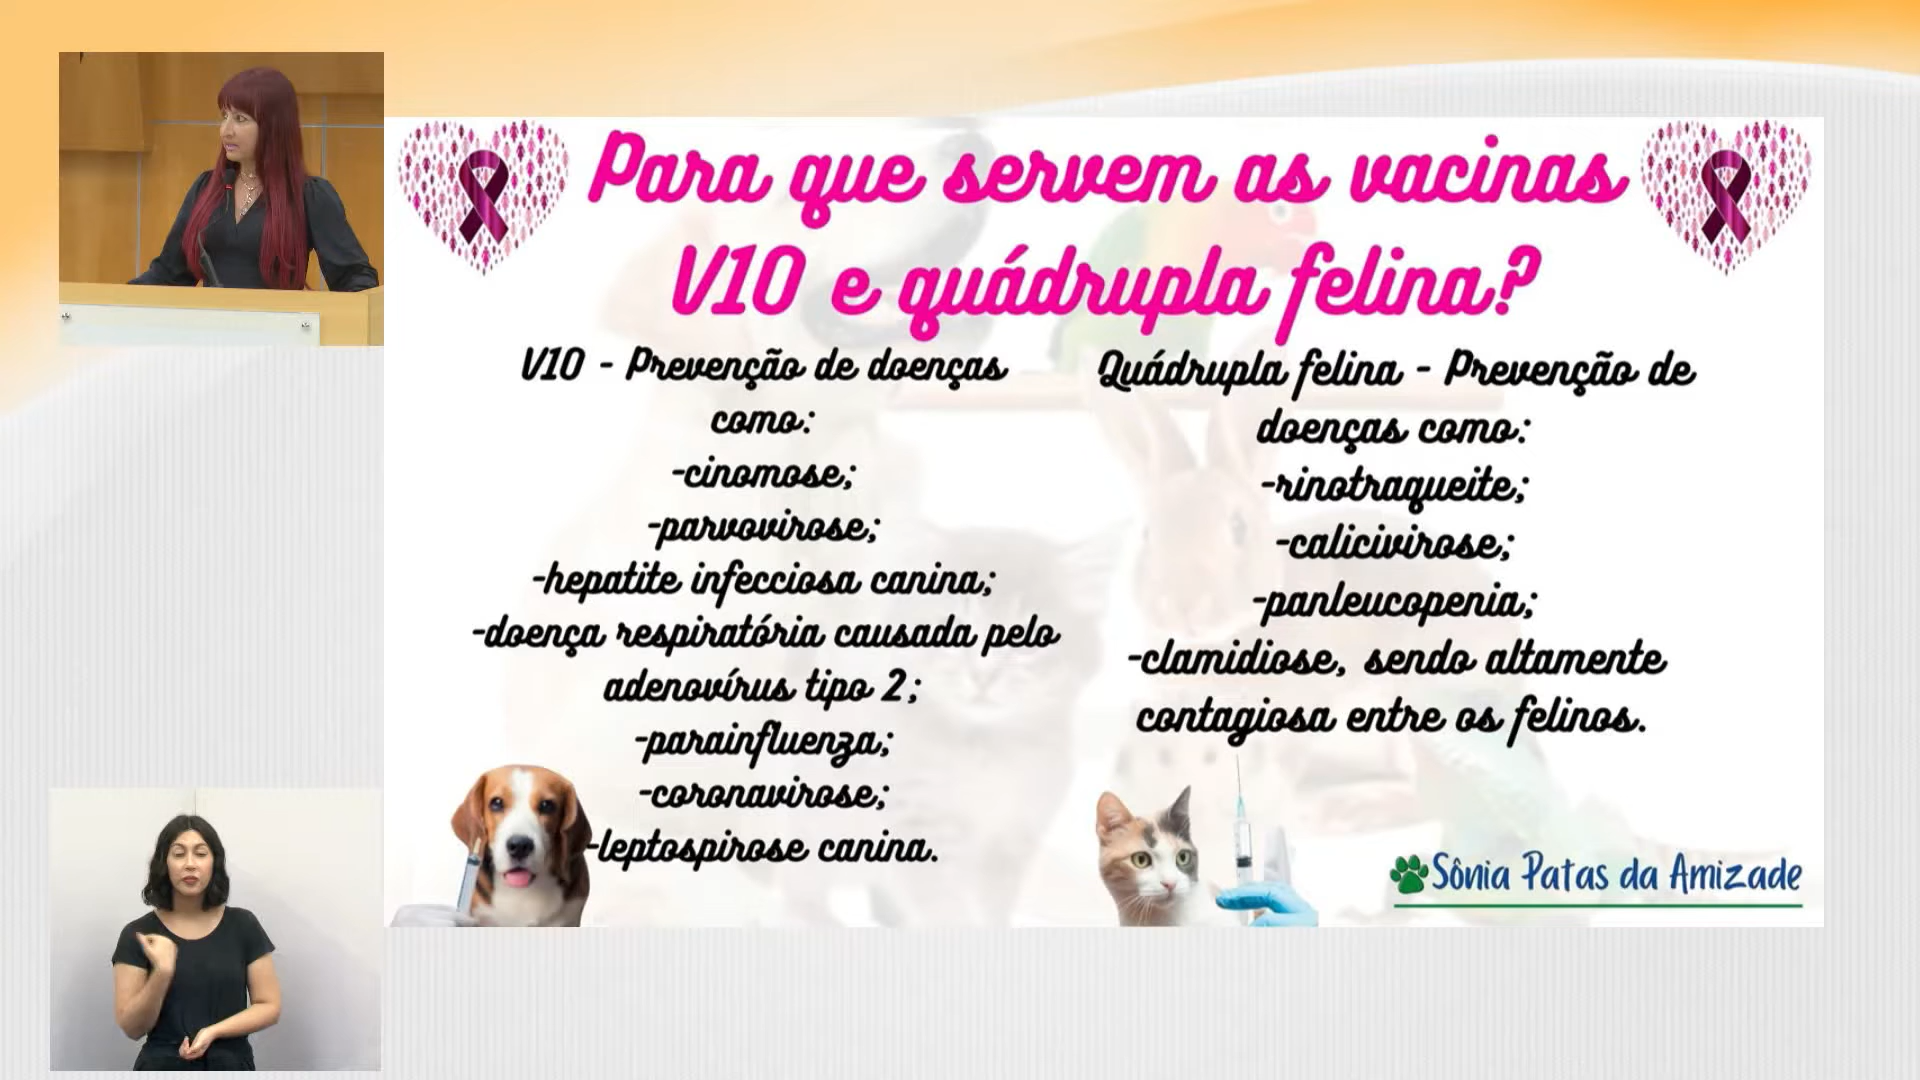 Para que servem as vacinas
V10 e quádrupla felina?
V10 - Prevenção de doenças
como:
-cinomose;
-parvovirose;
-hepatite infecciosa canina;
-doença respiratória causada pelo
adenovírus tipo 2;
-parainfluenza;
-coronavirose;
-leptospirose canina.
Quádrupla felina - Prevenção de
doenças como:
-rinotraqueite;
-calicivirose;
-panleucopenia;
-clamidiose, sendo altamente
contagiosa entre os felinos.
Sônia Patas da Amizade